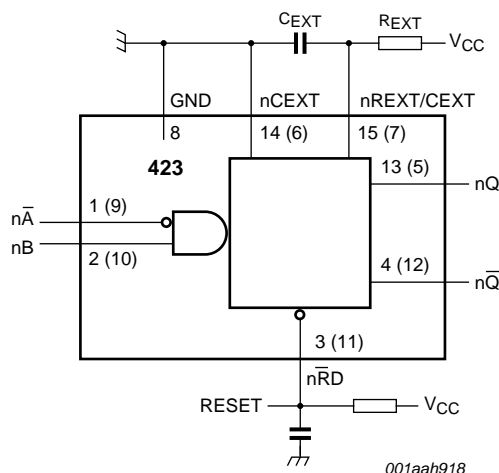 CEXT
REXT
VCC
GND
nCEXT
nREXT/CEXT
8
14 (6)
15 (7)
423
13 (5)
nQ
nA̅
1 (9)
nB
2 (10)
4 (12)
nQ̅
3 (11)
nR̅D
RESET
VCC
001aah918